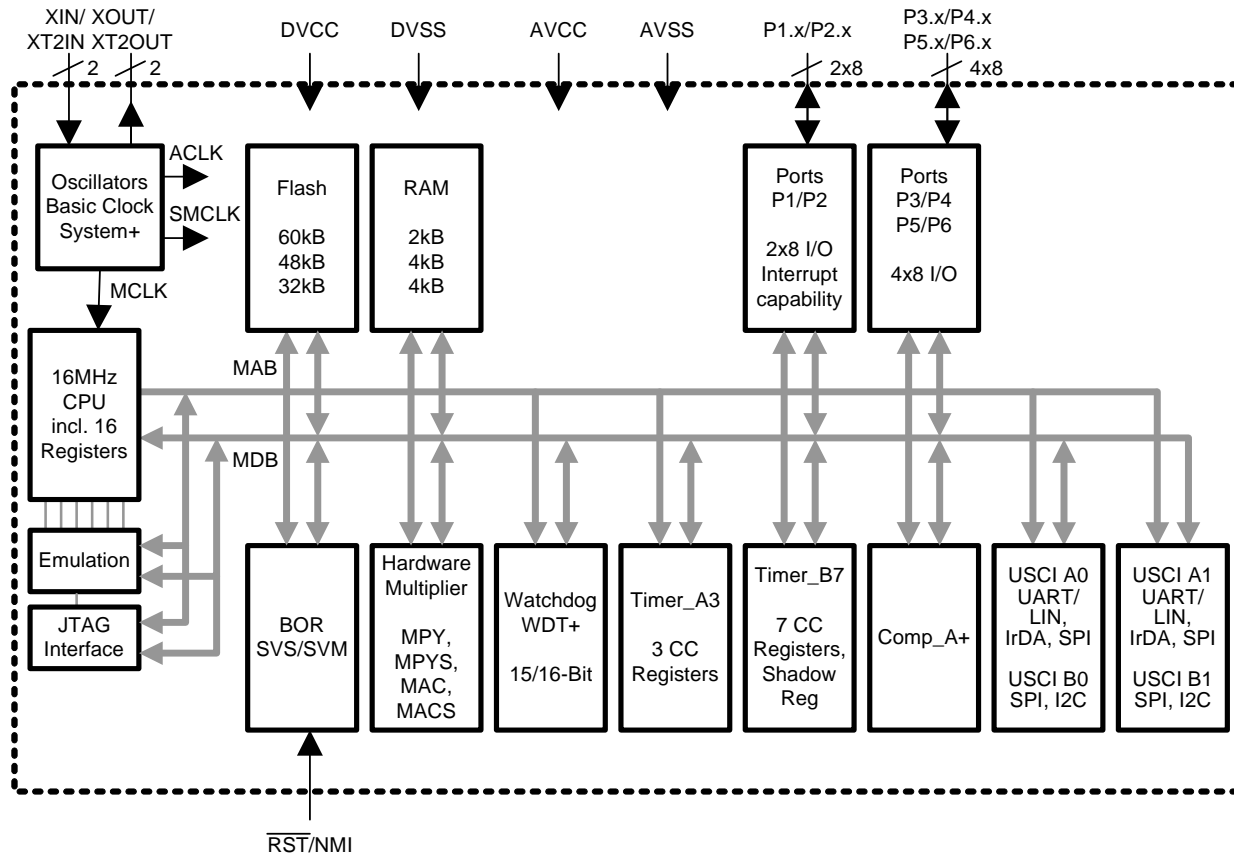 XIN/ XOUT/
XT2IN XT2OUT
2
2
DVCC
DVSS
AVCC
AVSS
P1.x/P2.x
2x8
P3.x/P4.x
P5.x/P6.x
4x8
Oscillators
Basic Clock
System+
ACLK
SMCLK
MCLK
Flash
60kB
48kB
32kB
RAM
2kB
4kB
4kB
Ports
P1/P2
2x8 I/O
Interrupt
capability
Ports
P3/P4
P5/P6
4x8 I/O
16MHz
CPU
incl. 16
Registers
MAB
MDB
Emulation
JTAG
Interface
BOR
SVS/SVM
Hardware
Multiplier
MPY,
MPYS,
MAC,
MACS
Watchdog
WDT+
15/16-Bit
Timer_A3
3 CC
Registers
Timer_B7
7 CC
Registers,
Shadow
Reg
Comp_A+
USCI A0
UART/
LIN,
IrDA, SPI
USCI B0
SPI, I2C
USCI A1
UART/
LIN,
IrDA, SPI
USCI B1
SPI, I2C
RST/NMI